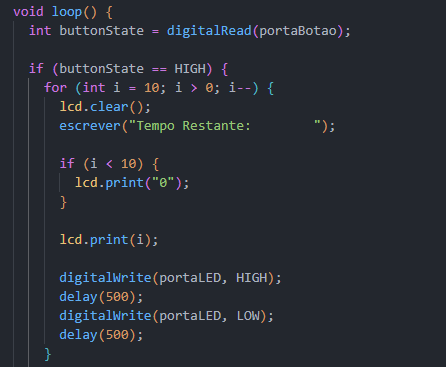 void loop() {
  int buttonState = digitalRead(portaBotao);

  if (buttonState == HIGH) {
    for (int i = 10; i > 0; i--) {
      lcd.clear();
      escrever("Tempo Restante:        ");

      if (i < 10) {
        lcd.print("0");
      }

      lcd.print(i);

      digitalWrite(portaLED, HIGH);
      delay(500);
      digitalWrite(portaLED, LOW);
      delay(500);
    }